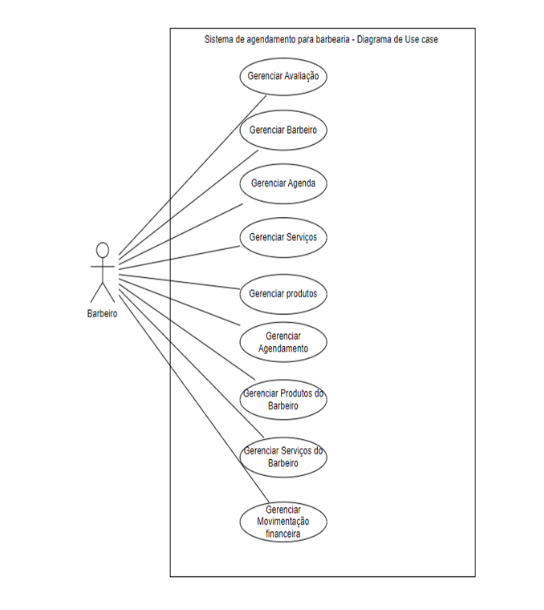 Sistema de agendamento para barbearia - Diagrama de Use case
Gerenciar Avaliação
Gerenciar Barbeiro
Gerenciar Agenda
Gerenciar Serviços
Gerenciar produtos
Barbeiro
Gerenciar
Agendamento
Gerenciar Produtos do
Barbeiro
Gerenciar Serviços do
Barbeiro
Gerenciar
Movimentação
financeira